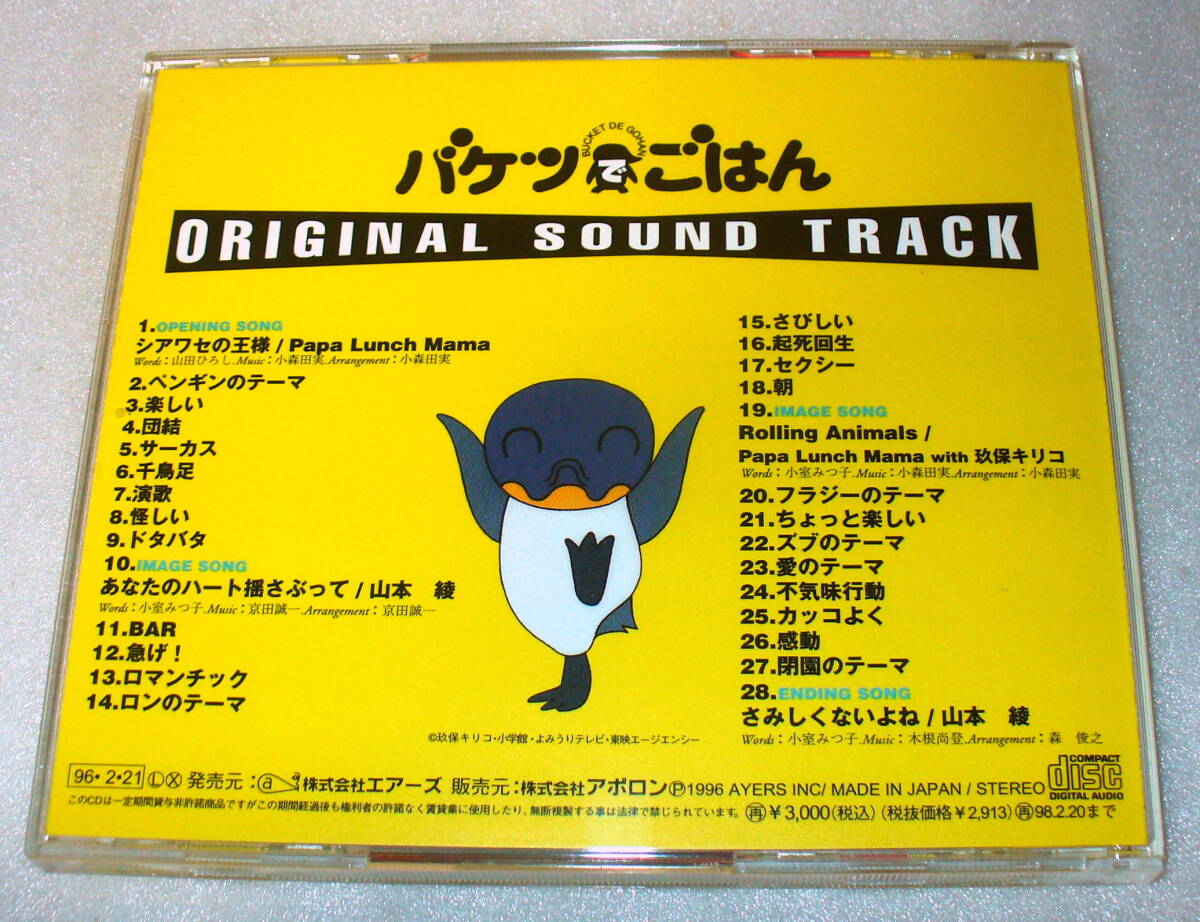 BUCKET DE GOHAN
バケツでごはん
ORIGINAL SOUND TRACK
1.OPENING SONG
シアワセの王様 / Papa Lunch Mama
Words：山田ひろし.Music：小森田実.Arrangement：小森田実
2.ペンギンのテーマ
3.楽しい
4.団結
5.サーカス
6.千鳥足
7.演歌
8.怪しい
9.ドタバタ
10.IMAGE SONG
あなたのハート揺さぶって / 山本　綾
Words：小室みつ子.Music：京田誠一.Arrangement：京田誠一
11.BAR
12.急げ！
13.ロマンチック
14.ロンのテーマ
15.さびしい
16.起死回生
17.セクシー
18.朝
19.IMAGE SONG
Rolling Animals /
Papa Lunch Mama with 玖保キリコ
Words：小室みつ子.Music：小森田実.Arrangement：小森田実
20.フラジーのテーマ
21.ちょっと楽しい
22.ズブのテーマ
23.愛のテーマ
24.不気味行動
25.カッコよく
26.感動
27.閉園のテーマ
28.ENDING SONG
さみしくないよね / 山本　綾
Words：小室みつ子.Music：木根尚登.Arrangement：森　俊之
©玖保キリコ・小学館・よみうりテレビ・東映エージエンシー
96・2・21 Ⓛ Ⓧ 発売元：a 株式会社エアーズ 販売元：株式会社アポロン Ⓟ1996 AYERS INC/ MADE IN JAPAN / STEREO
COMPACT disc DIGITAL AUDIO
このCDは一定期間貸与非許諾商品ですがこの期間経過後も権利者の許諾なく賃貸業に使用したり、無断複製する事は法律で禁じられています。 ㊢¥3,000(税込) (税抜価格¥2,913) 再98.2.20まで